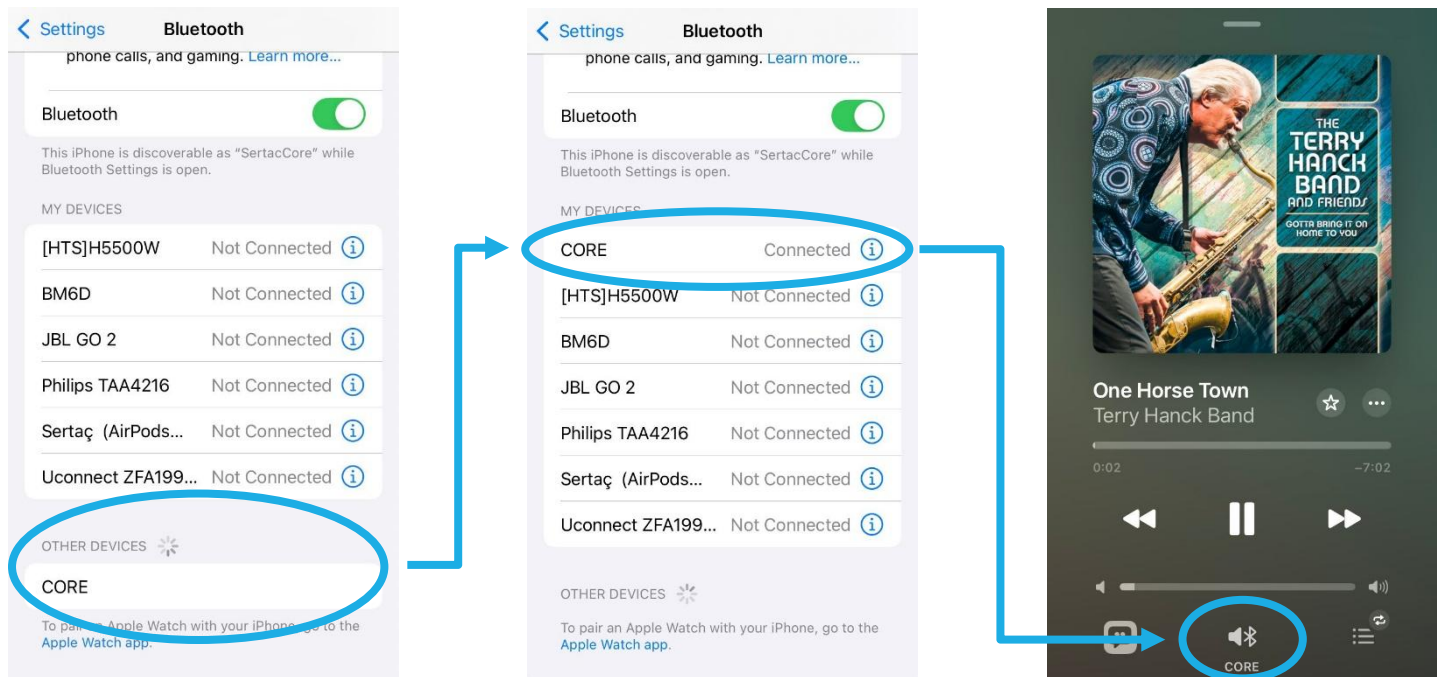 Settings
Bluetooth
phone calls, and gaming. Learn more...
Bluetooth
This iPhone is discoverable as “SertacCore” while
Bluetooth Settings is open.
MY DEVICES
[HTS]H5500W Not Connected
BM6D Not Connected
JBL GO 2 Not Connected
Philips TAA4216 Not Connected
Sertaç (AirPods... Not Connected
Uconnect ZFA199... Not Connected
OTHER DEVICES
CORE
To pair an Apple Watch with your iPhone, go to the
Apple Watch app.
Settings
Bluetooth
phone calls, and gaming. Learn more...
Bluetooth
This iPhone is discoverable as “SertacCore” while
Bluetooth Settings is open.
MY DEVICES
CORE Connected
[HTS]H5500W Not Connected
BM6D Not Connected
JBL GO 2 Not Connected
Philips TAA4216 Not Connected
Sertaç (AirPods... Not Connected
Uconnect ZFA199... Not Connected
OTHER DEVICES
To pair an Apple Watch with your iPhone, go to the
Apple Watch app.
THE
TERRY
HANCK
BAND
AND FRIENDS
GOTTA BRING IT ON
HOME TO YOU
One Horse Town
Terry Hanck Band
0:02
-7:02
CORE